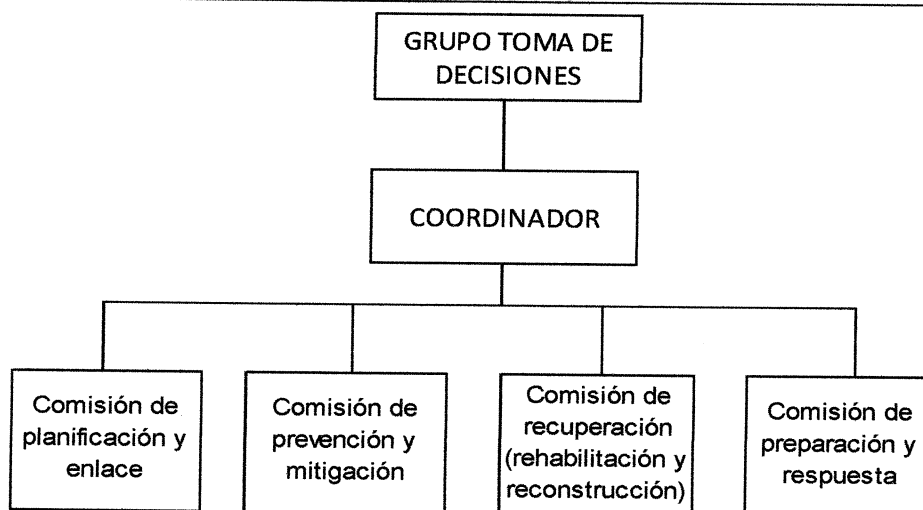 GRUPO TOMA DE
DECISIONES
COORDINADOR
Comisión de
planificación y
enlace
Comisión de
prevención y
mitigación
Comisión de
recuperación
(rehabilitación y
reconstrucción)
Comisión de
preparación y
respuesta